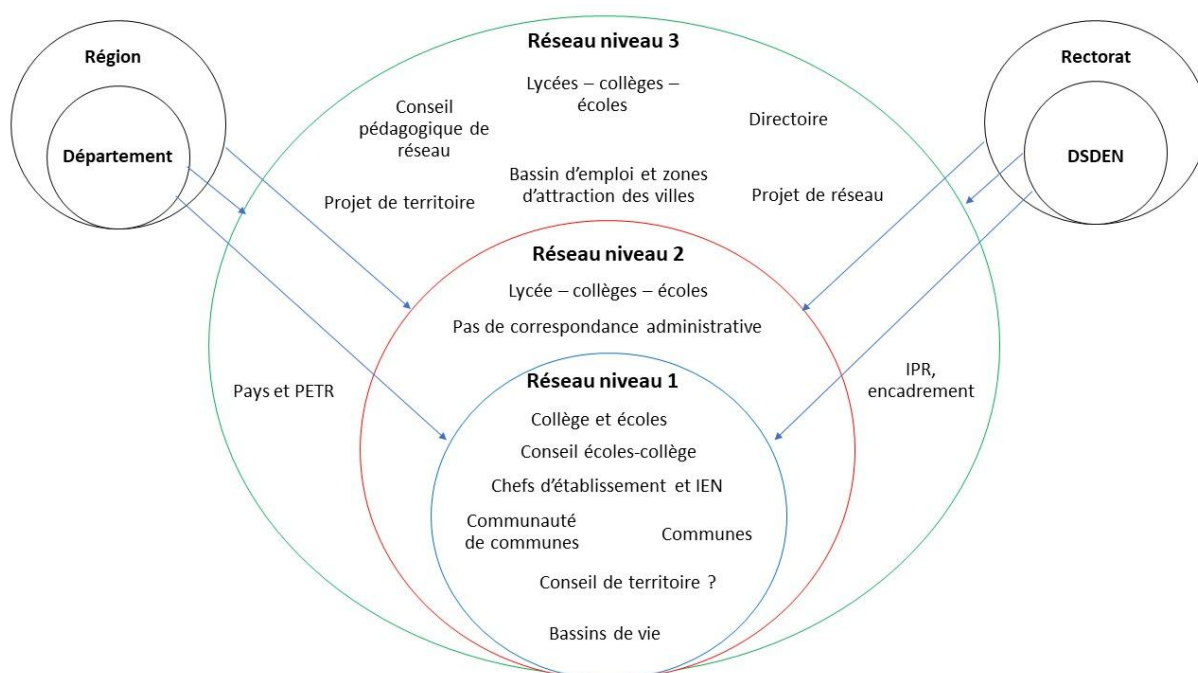 Région
Département
Rectorat
DSDEN
Réseau niveau 3
Lycées – collèges –
écoles
Conseil
pédagogique de
réseau
Directoire
Bassin d’emploi et zones
d’attraction des villes
Projet de territoire
Projet de réseau
Réseau niveau 2
Lycée – collèges – écoles
Pas de correspondance administrative
Pays et PETR
IPR,
encadrement
Réseau niveau 1
Collège et écoles
Conseil écoles-collège
Chefs d’établissement et IEN
Communauté
de communes
Communes
Conseil de territoire ?
Bassins de vie